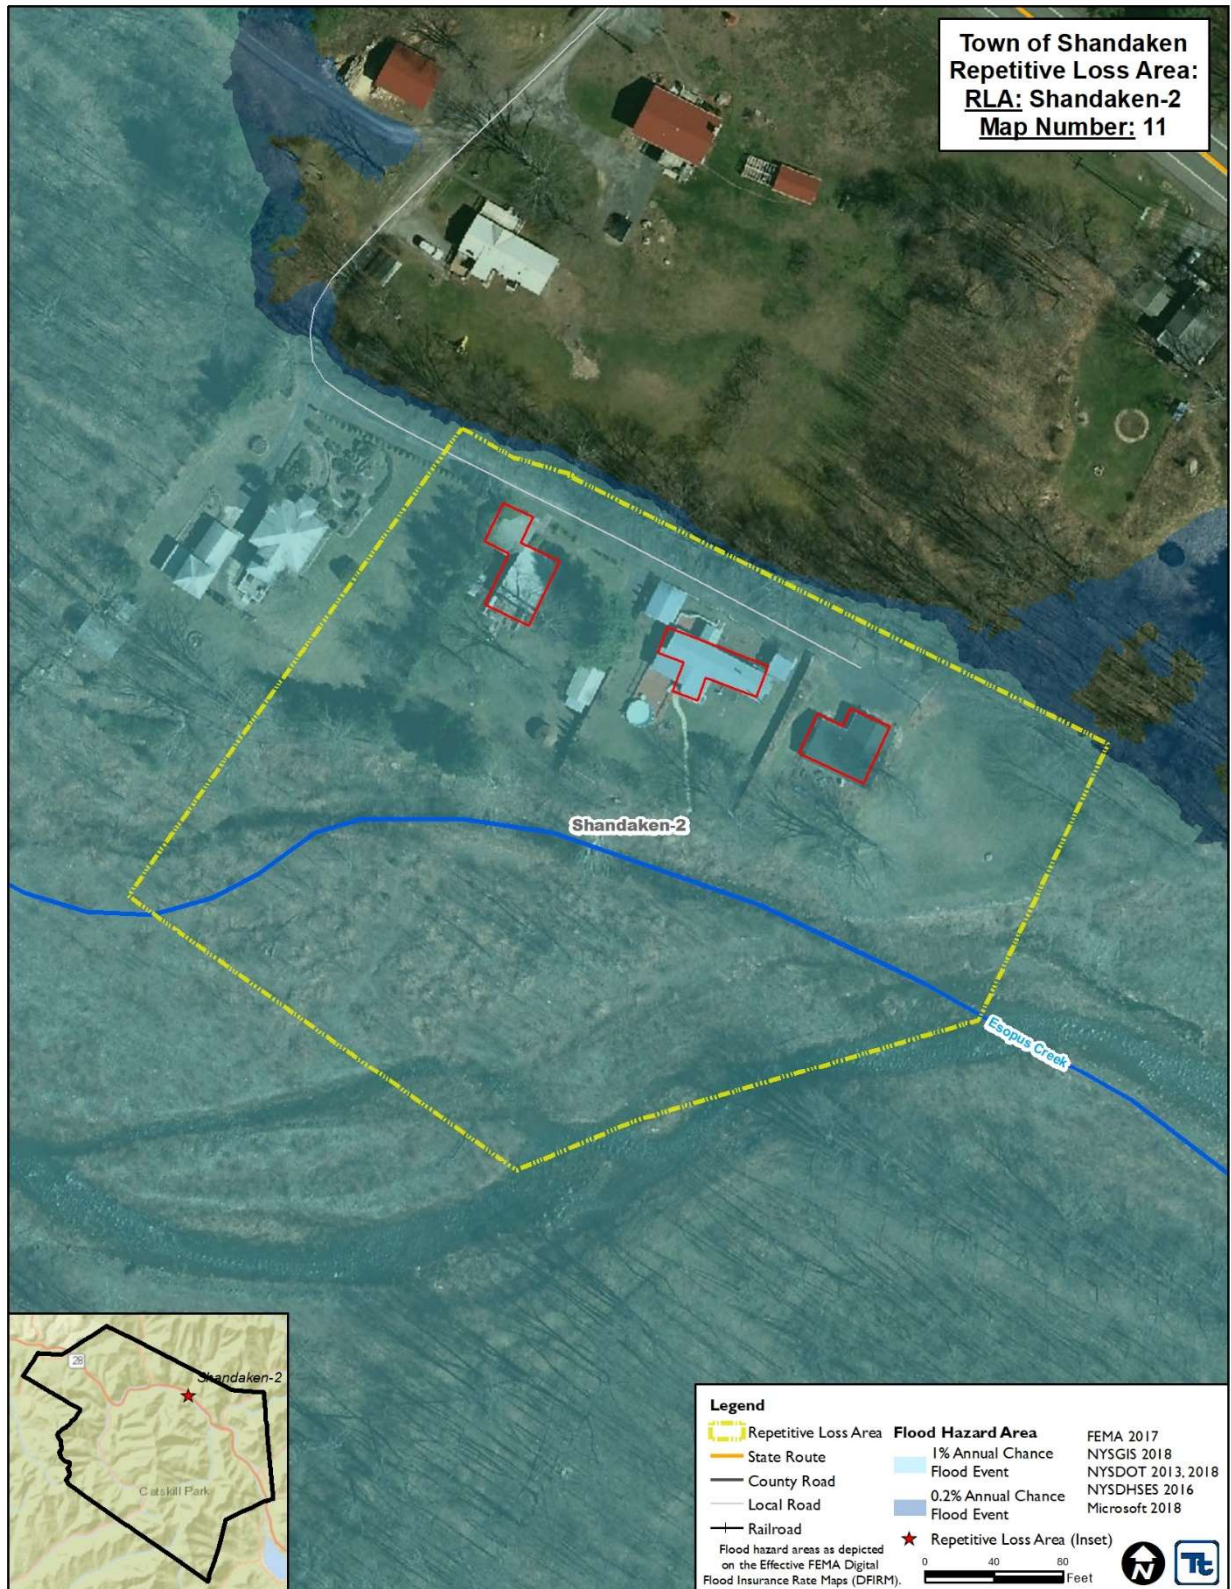 Town of Shandaken
Repetitive Loss Area:
RLA: Shandaken-2
Map Number: 11
Shandaken-2
Esopus Creek
28
Shandaken-2
Catskill Park
Legend
Repetitive Loss Area
State Route
County Road
Local Road
Railroad
Flood hazard areas as depicted
on the Effective FEMA Digital
Flood Insurance Rate Maps (DFIRM).
Flood Hazard Area
1% Annual Chance
Flood Event
0.2% Annual Chance
Flood Event
Repetitive Loss Area (Inset)
0 40 80
Feet
FEMA 2017
NYSGIS 2018
NYSDOT 2013, 2018
NYSDHSES 2016
Microsoft 2018
N
Tt